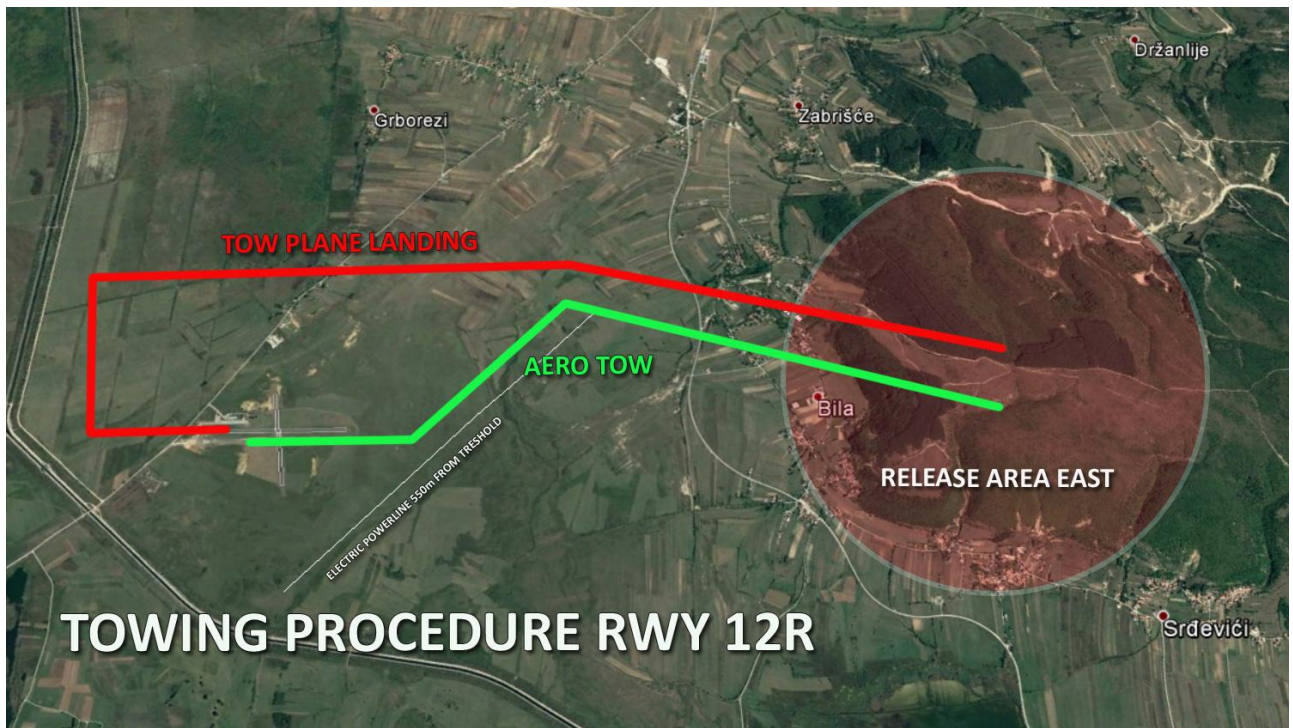 Držanlije
Zabrišće
Grborezi
TOW PLANE LANDING
AERO TOW
Bila
RELEASE AREA EAST
ELECTRIC POWERLINE 550m FROM TRESHOLD
TOWING PROCEDURE RWY 12R
Srđevići